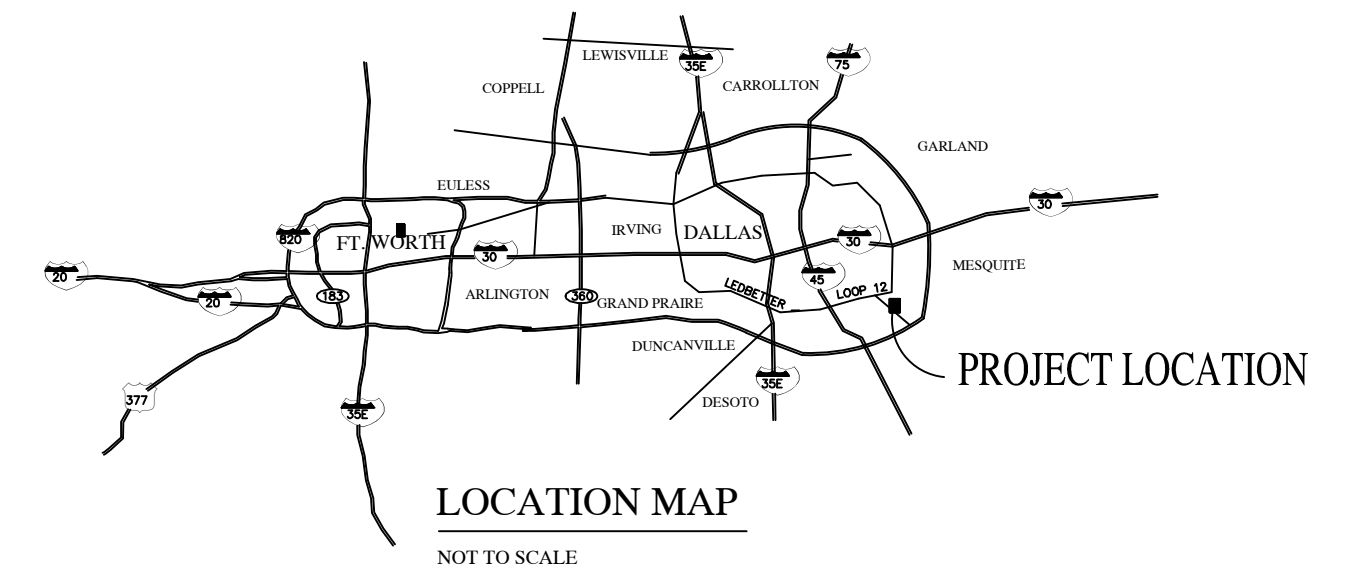 LEWISVILLE
35E
75
COPPELL
CARROLLTON
GARLAND
EULESS
30
820
FT. WORTH
IRVING
DALLAS
30
30
MESQUITE
20
20
183
ARLINGTON
360
GRAND PRAIRE
LEDBETTER
45
LOOP 12
DUNCANVILLE
PROJECT LOCATION
377
35E
35E
DESOTO
LOCATION MAP
NOT TO SCALE